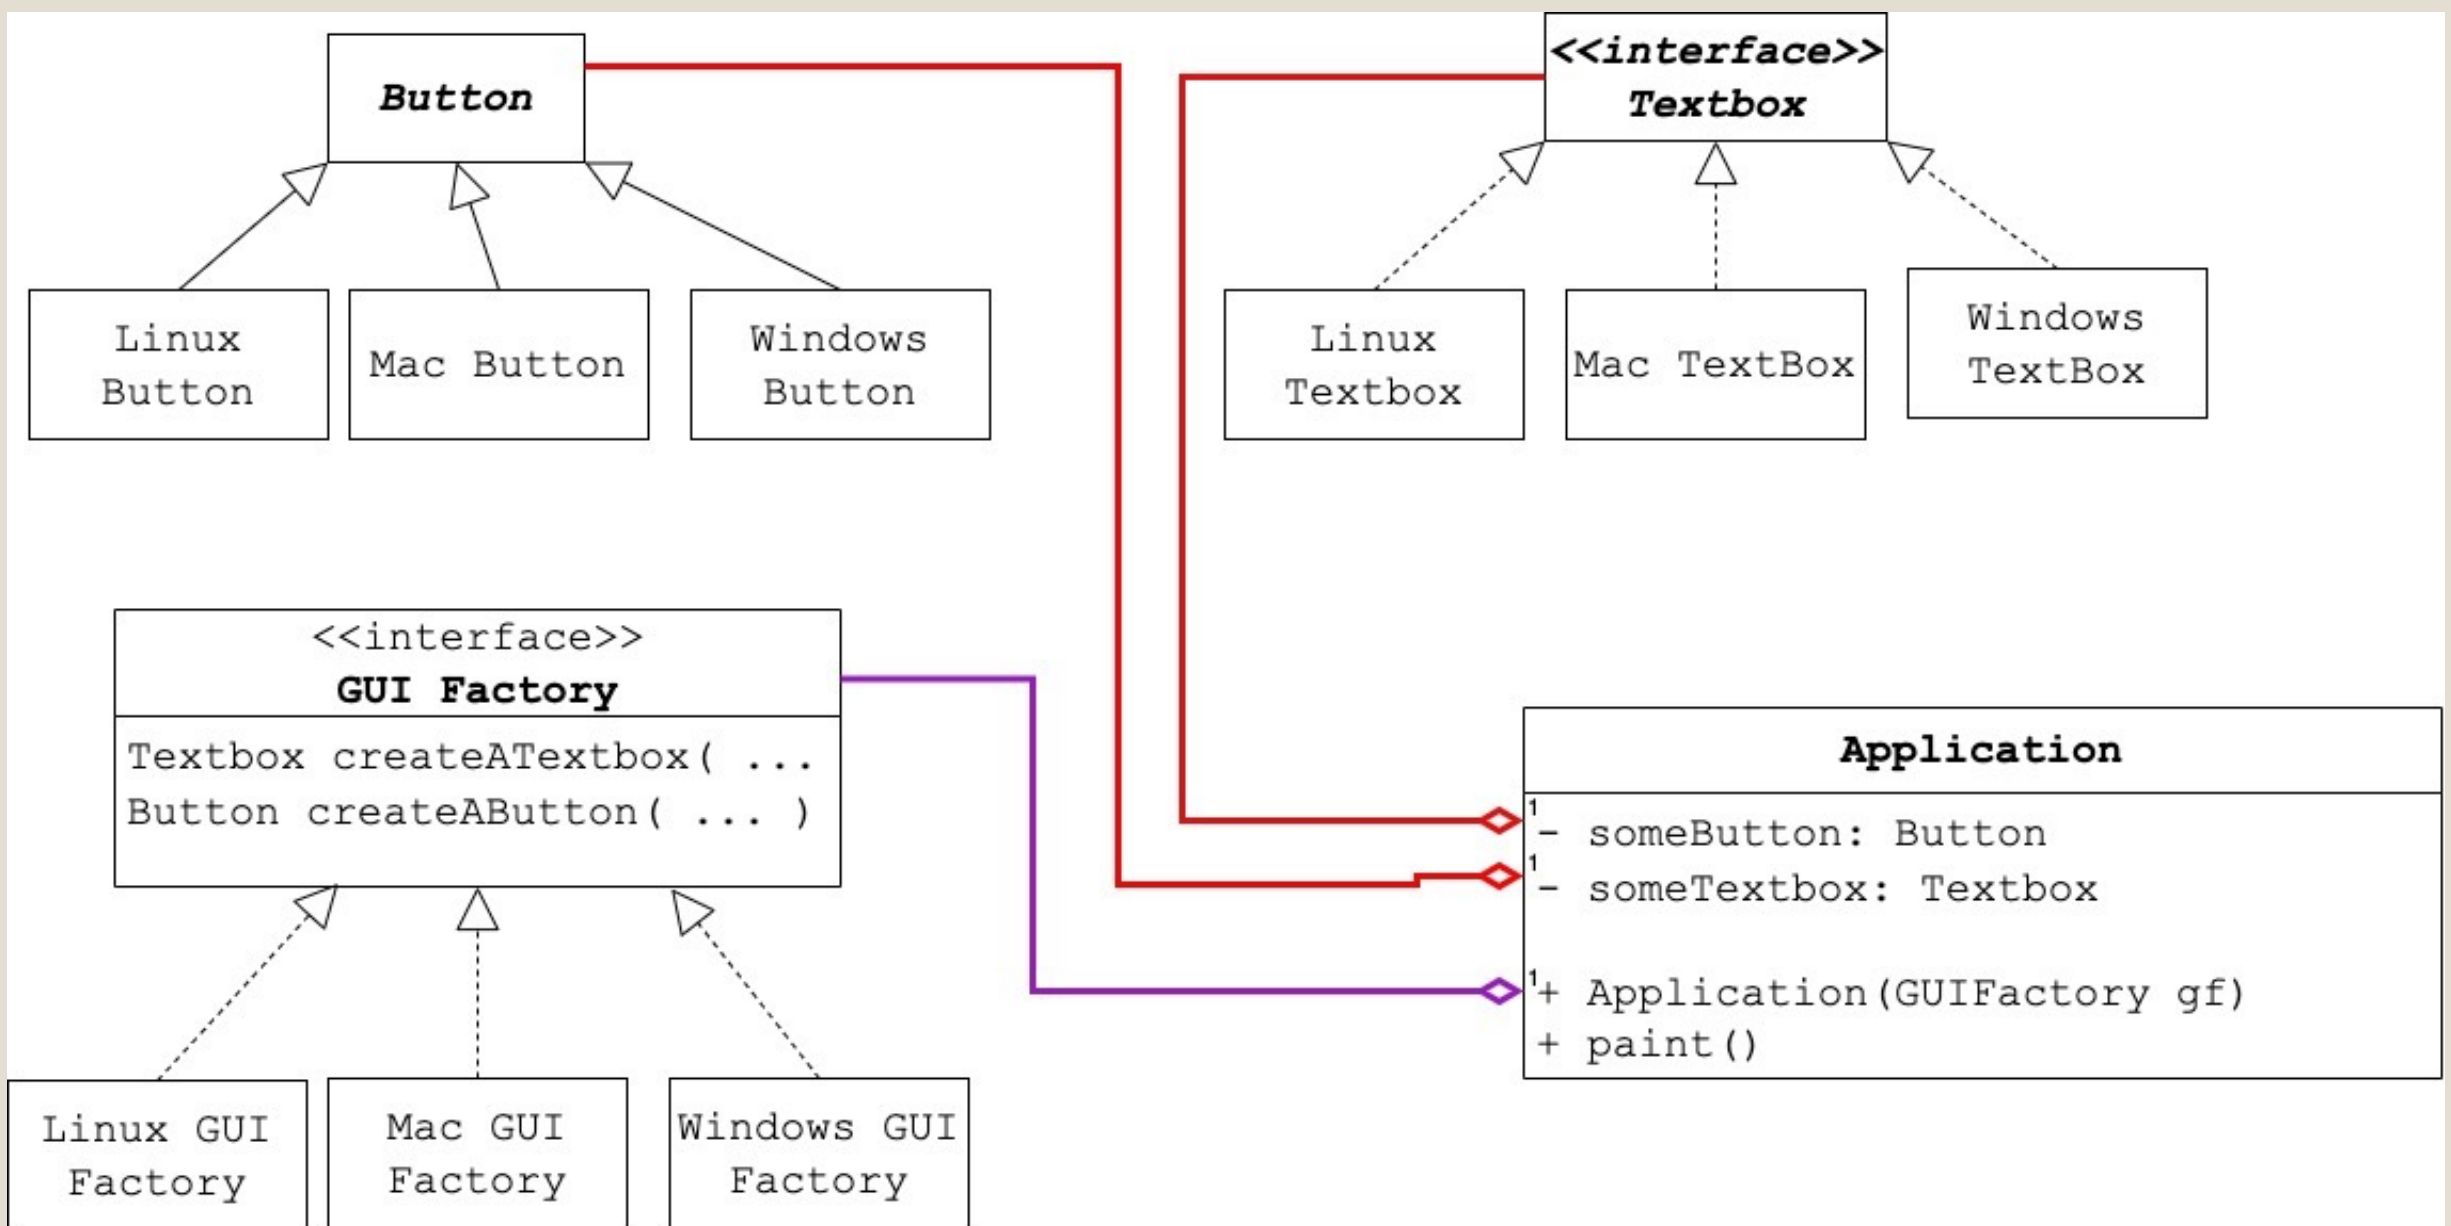 Button
<<interface>>
Textbox
Linux
Button
Mac Button
Windows
Button
Linux
Textbox
Mac TextBox
Windows
TextBox
<<interface>>
GUI Factory
Textbox createATextbox( ...
Button createAButton( ... )
Linux GUI
Factory
Mac GUI
Factory
Windows GUI
Factory
Application
1
- someButton: Button
1
- someTextbox: Textbox
1
+ Application(GUIFactory gf)
+ paint()